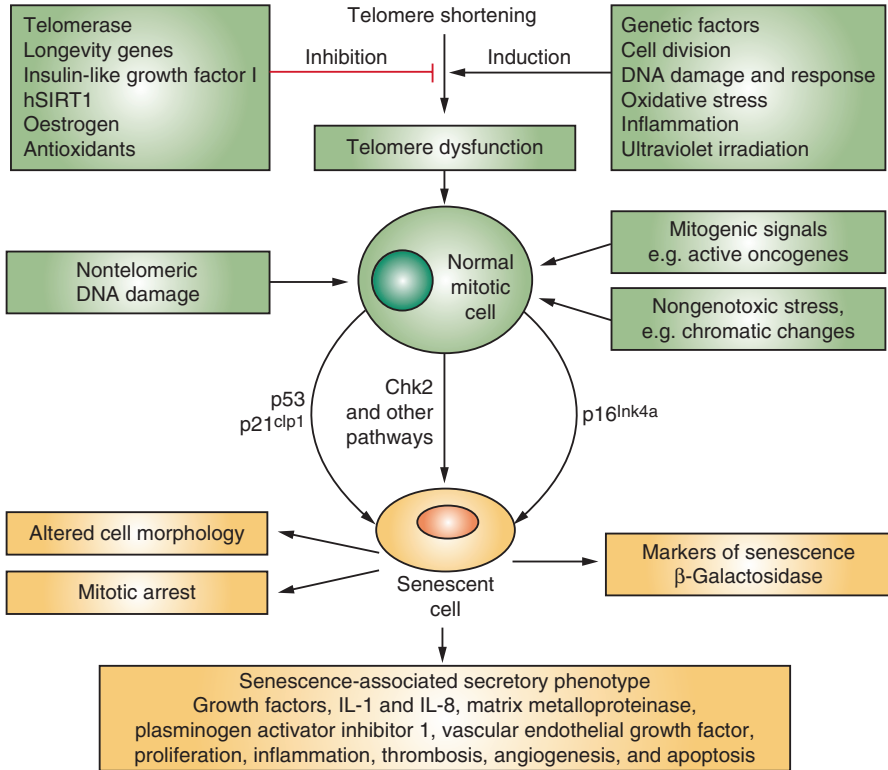 Telomerase
Longevity genes
Insulin-like growth factor I
hSIRT1
Oestrogen
Antioxidants
Telomere shortening
Inhibition
Induction
Genetic factors
Cell division
DNA damage and response
Oxidative stress
Inflammation
Ultraviolet irradiation
Telomere dysfunction
Nontelomeric
DNA damage
Normal
mitotic
cell
Mitogenic signals
e.g. active oncogenes
Nongenotoxic stress,
e.g. chromatic changes
p53
p21clp1
Chk2
and other
pathways
p16Ink4a
Altered cell morphology
Mitotic arrest
Senescent
cell
Markers of senescence
β-Galactosidase
Senescence-associated secretory phenotype
Growth factors, IL-1 and IL-8, matrix metalloproteinase,
plasminogen activator inhibitor 1, vascular endothelial growth factor,
proliferation, inflammation, thrombosis, angiogenesis, and apoptosis